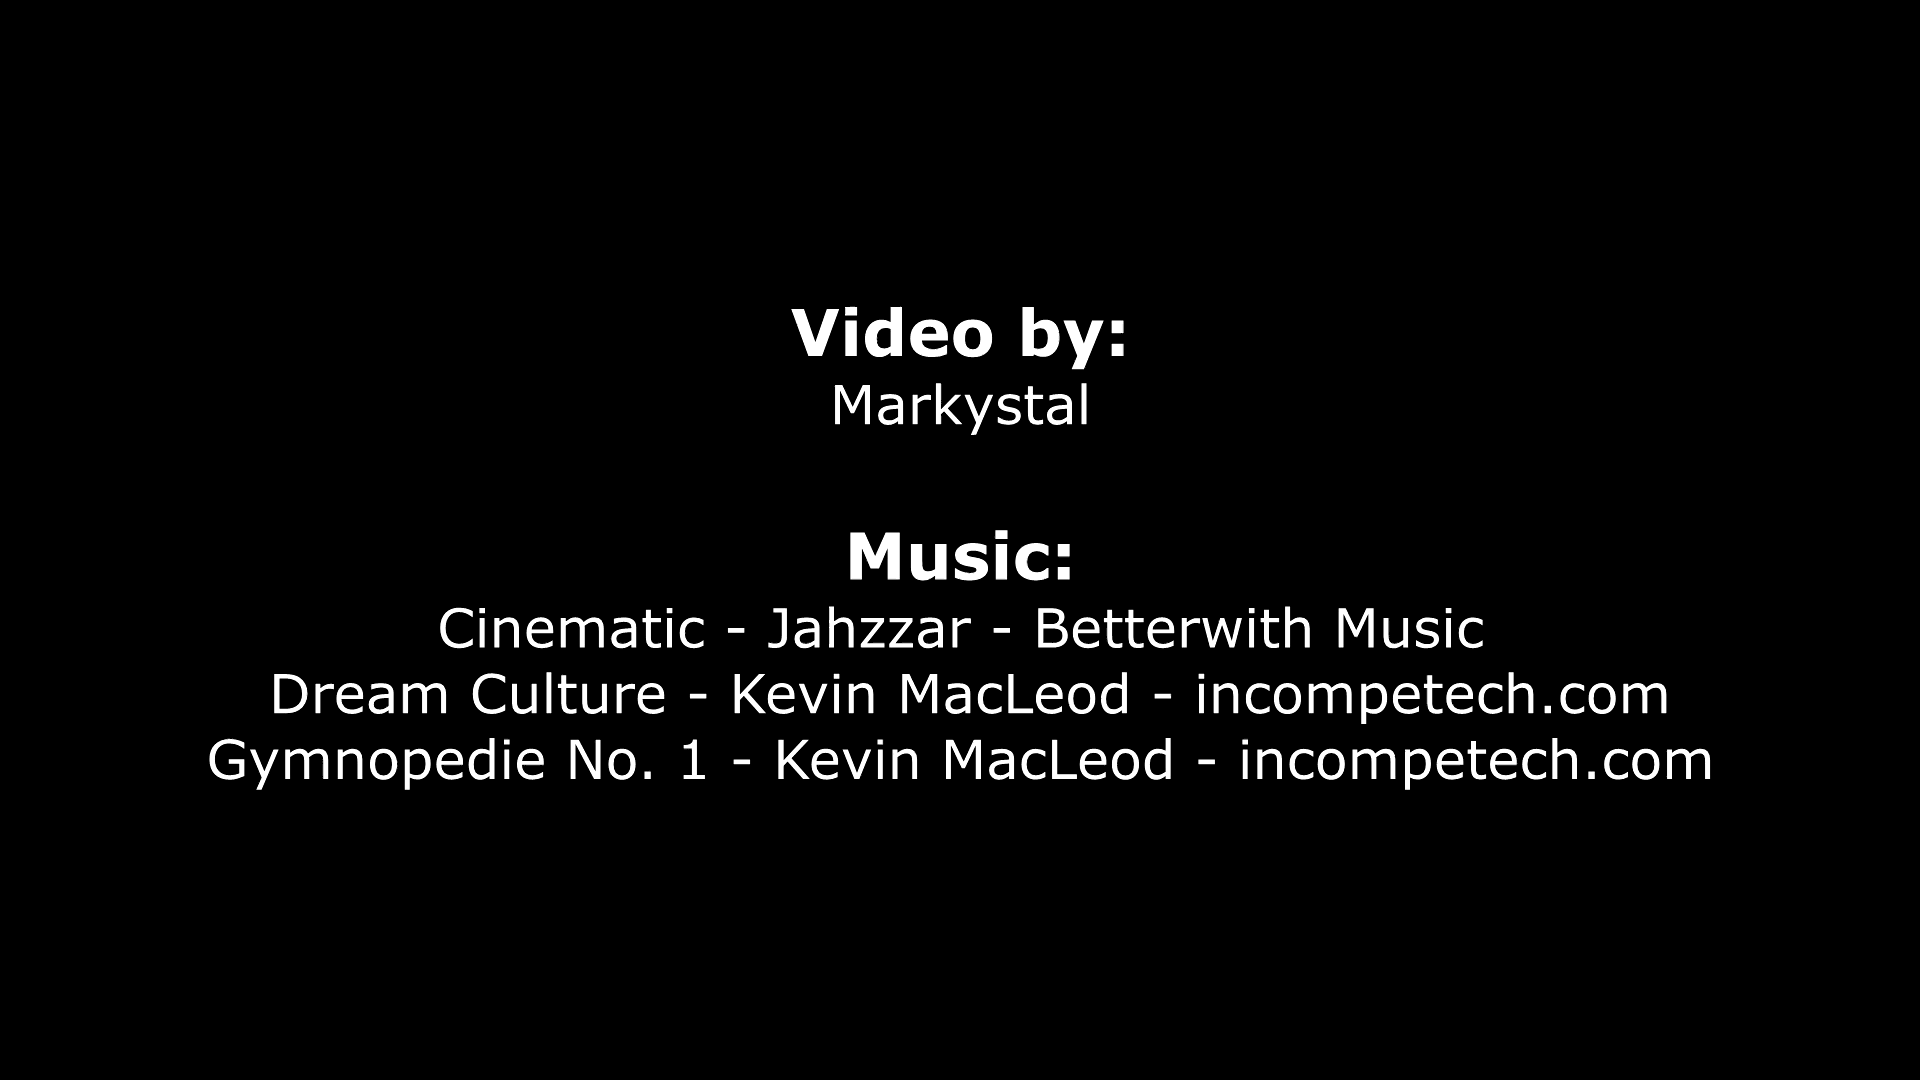 Video by:
Markystal
Music:
Cinematic - Jahzzar - Betterwith Music
Dream Culture - Kevin MacLeod - incompetech.com
Gymnopedie No. 1 - Kevin MacLeod - incompetech.com